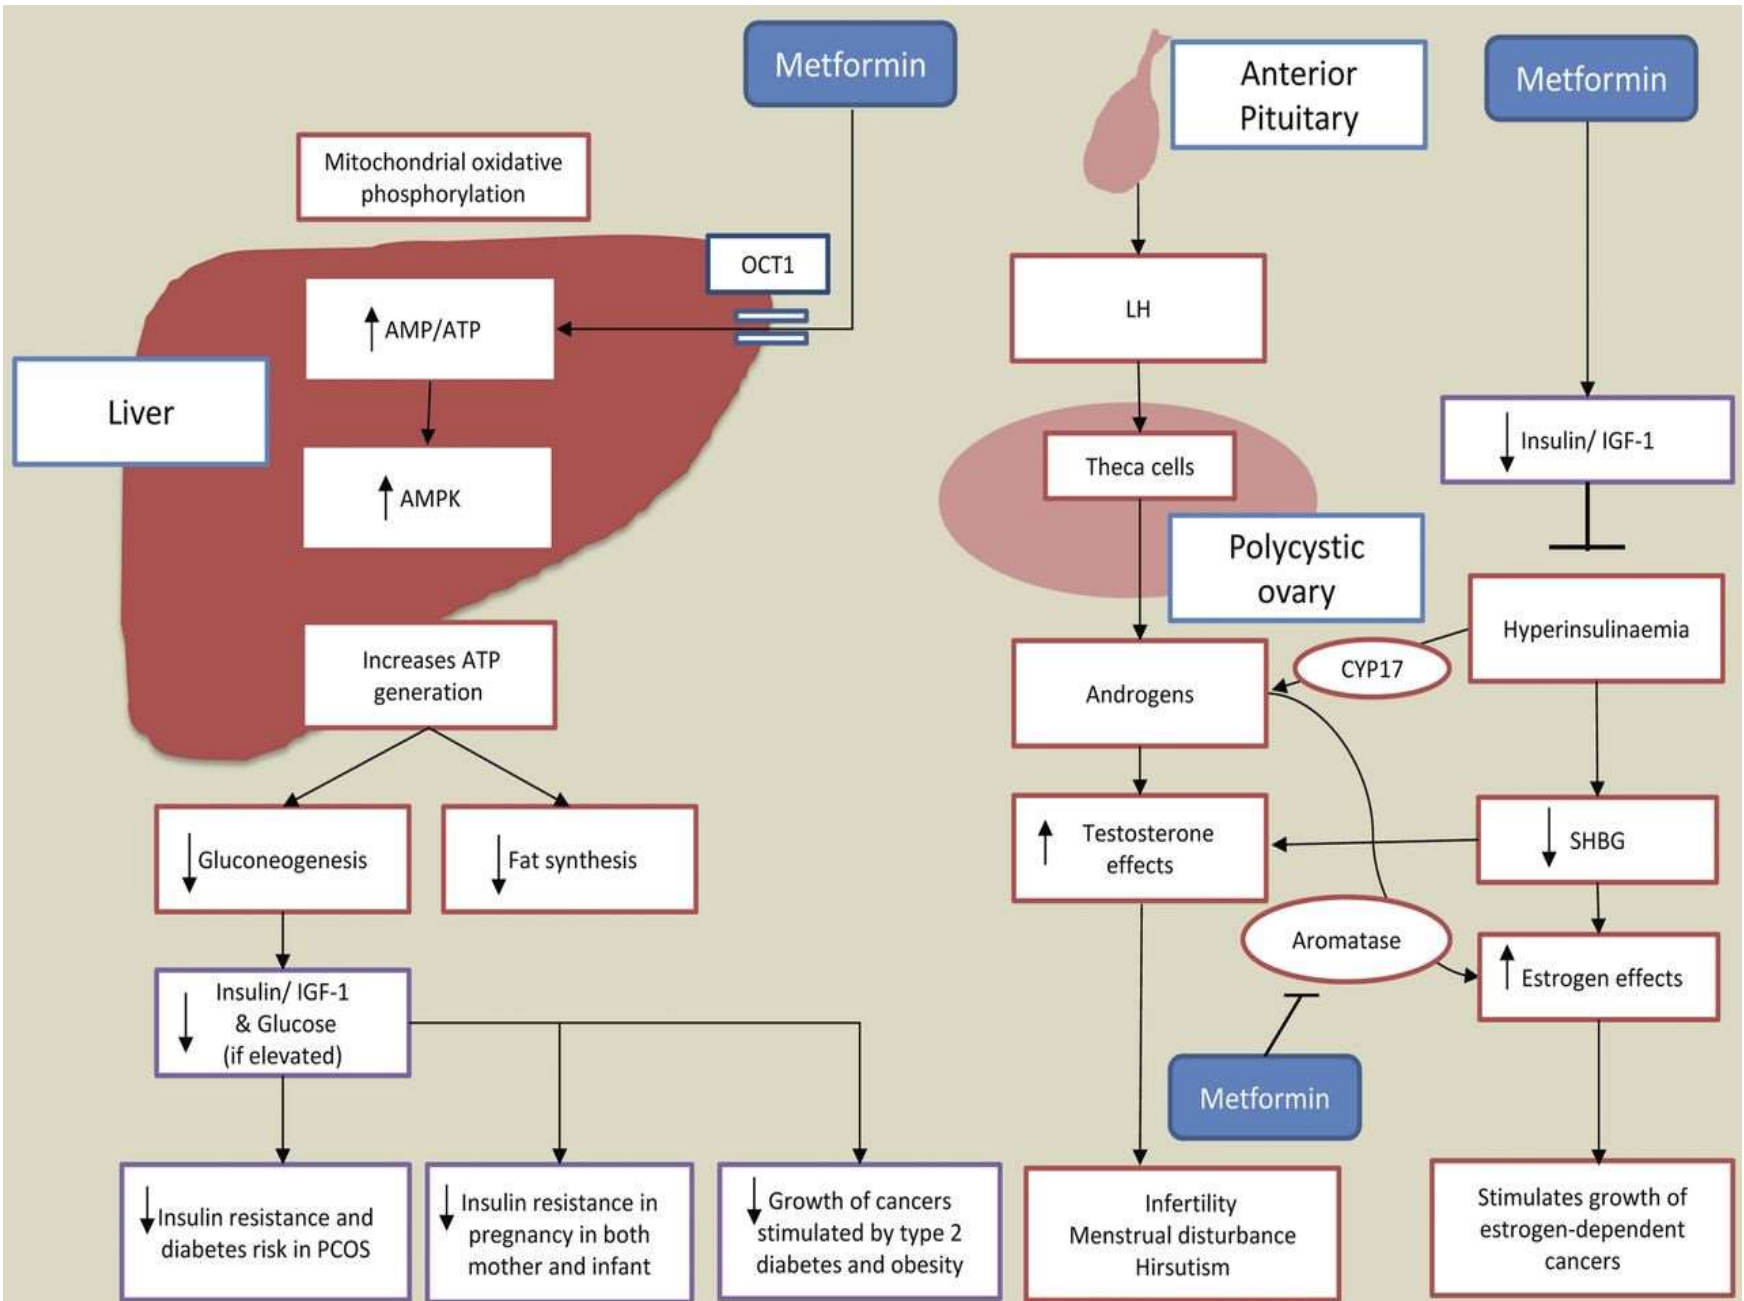 Metformin
Mitochondrial oxidative
phosphorylation
OCT1
AMP/ATP
Liver
AMPK
Increases ATP
generation
Gluconeogenesis
Fat synthesis
Insulin/ IGF-1
& Glucose
(if elevated)
Insulin resistance and
diabetes risk in PCOS
Insulin resistance in
pregnancy in both
mother and infant
Growth of cancers
stimulated by type 2
diabetes and obesity
Anterior
Pituitary
LH
Theca cells
Polycystic
ovary
Androgens
Testosterone
effects
Infertility
Menstrual disturbance
Hirsutism
Metformin
Insulin/ IGF-1
Hyperinsulinaemia
CYP17
SHBG
Aromatase
Estrogen effects
Metformin
Stimulates growth of
estrogen-dependent
cancers